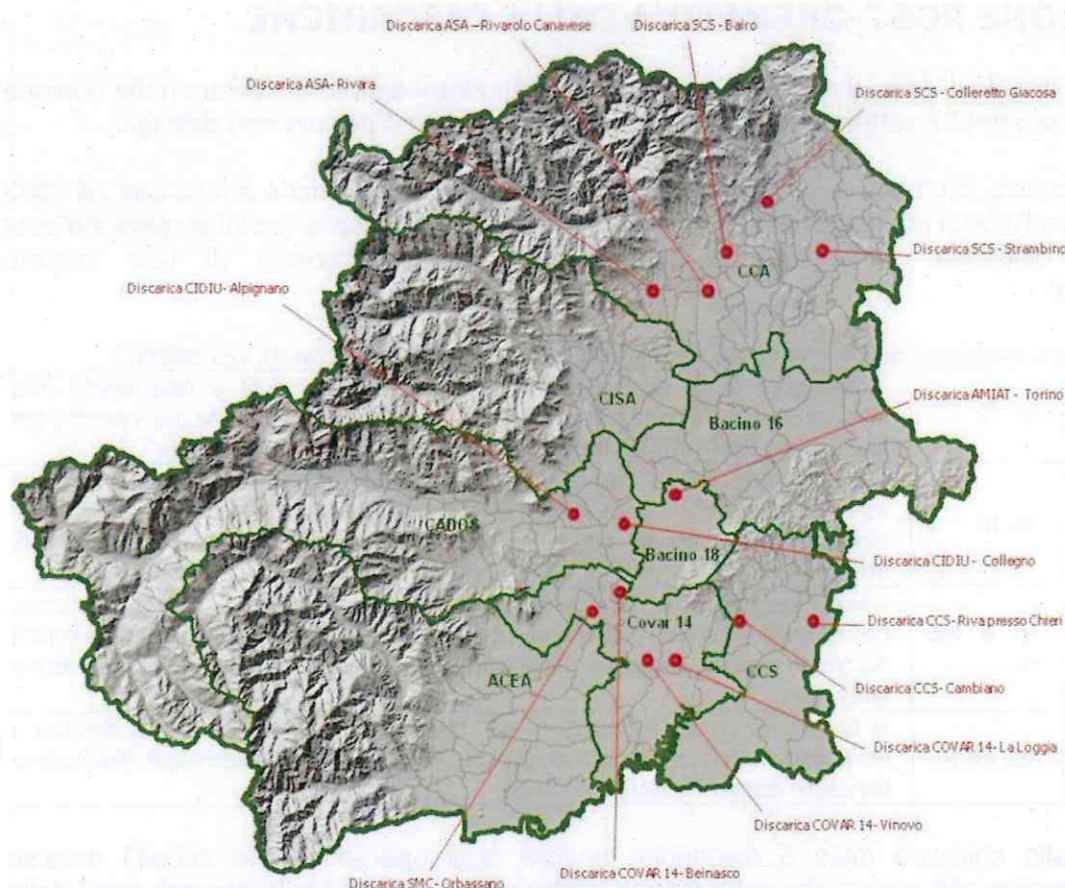 Discarica ASA - Rivarolo Canavese
Discarica SCS - Bairo
Discarica ASA - Rivara
Discarica SCS - Colleretto Giacosa
Discarica SCS - Strambino
CCA
Discarica CIDIU - Alpignano
CISA
Discarica AMIAT - Torino
Bacino 16
CADOS
Bacino 18
Discarica CIDIU - Collegno
Covar 14
Discarica CCS - Riva presso Chieri
ACEA
CCS
Discarica CCS - Cambiano
Discarica COVAR 14 - La Loggia
Discarica COVAR 14 - Vinovo
Discarica SMC - Orbassano
Discarica COVAR 14 - Beinasco